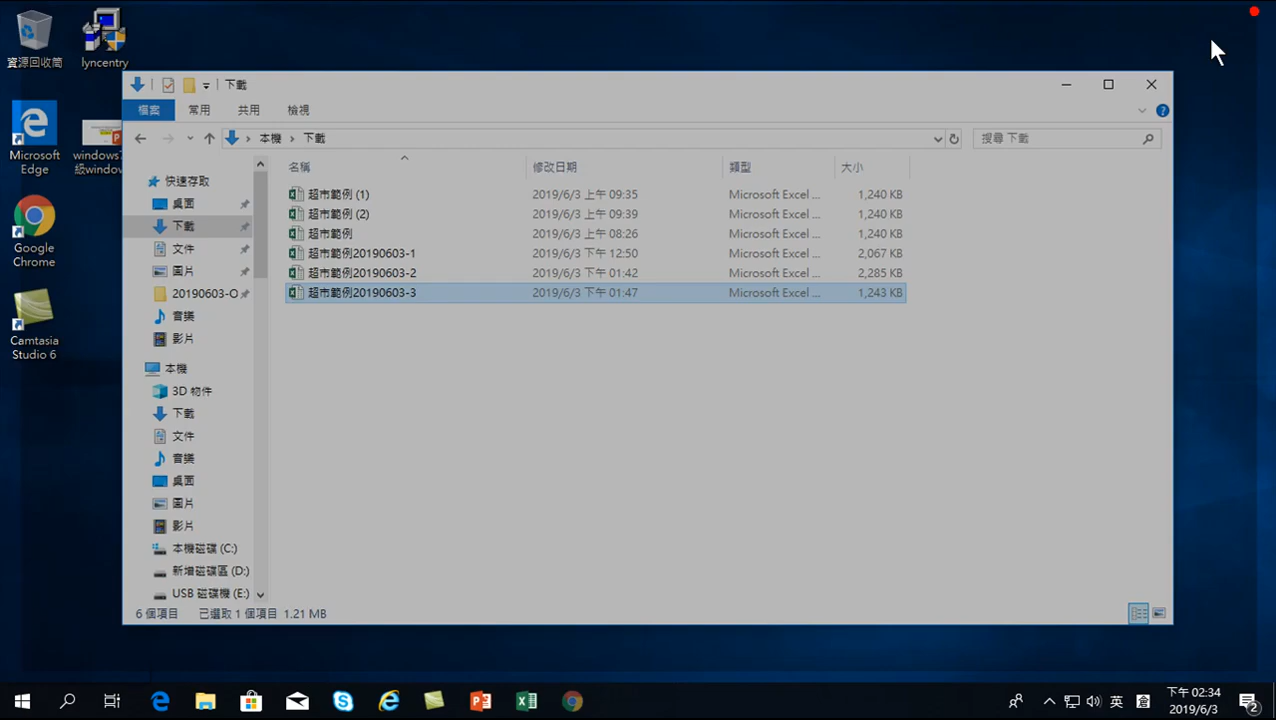 資源回收筒
lyncentry
Microsoft
Edge
windows7
級window
Google
Chrome
Camtasia
Studio 6
下載
檔案
常用
共用
檢視
本機
下載
搜尋 下載
名稱
修改日期
類型
大小
超市範例 (1)
2019/6/3 上午 09:35
Microsoft Excel ...
1,240 KB
超市範例 (2)
2019/6/3 上午 09:39
Microsoft Excel ...
1,240 KB
超市範例
2019/6/3 上午 08:26
Microsoft Excel ...
1,240 KB
超市範例20190603-1
2019/6/3 下午 12:50
Microsoft Excel ...
2,067 KB
超市範例20190603-2
2019/6/3 下午 01:42
Microsoft Excel ...
2,285 KB
超市範例20190603-3
2019/6/3 下午 01:47
Microsoft Excel ...
1,243 KB
快速存取
桌面
下載
文件
圖片
20190603-O
音樂
影片
本機
3D 物件
下載
文件
音樂
桌面
圖片
影片
本機磁碟 (C:)
新增磁碟區 (D:)
USB 磁碟機 (E:)
6 個項目
已選取 1 個項目 1.21 MB
英
下午 02:34
2019/6/3
2